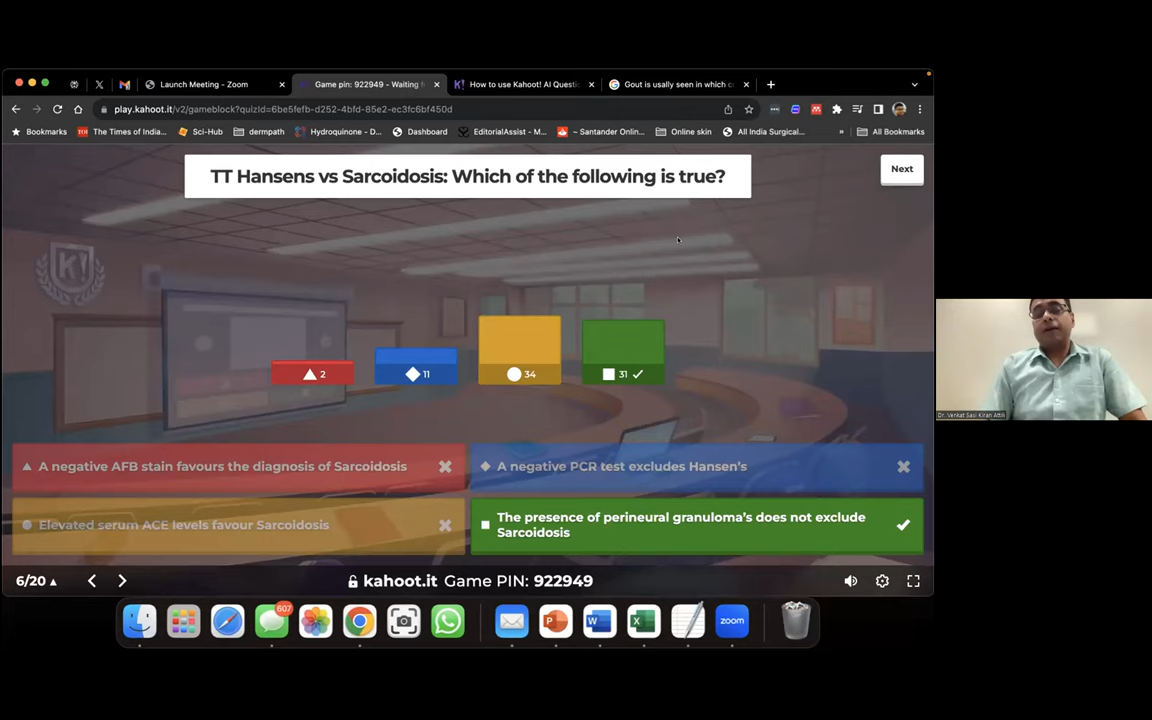 Launch Meeting - Zoom
Game pin: 922949 - Waiting f
How to use Kahoot! AI Questi
Gout is usally seen in which o
play.kahoot.it/v2/gameblock?quizId=6be5fefb-d252-4bfd-85e2-ec3fc6bf450d
Bookmarks
The Times of India...
Sci-Hub
dermpath
Hydroquinone - D...
Dashboard
EditorialAssist - M...
~ Santander Onlin...
Online skin
All India Surgical...
»
All Bookmarks
TT Hansens vs Sarcoidosis: Which of the following is true?
Next
K!
2
11
34
31
A negative AFB stain favours the diagnosis of Sarcoidosis
A negative PCR test excludes Hansen's
Elevated serum ACE levels favour Sarcoidosis
The presence of perineural granuloma's does not exclude
Sarcoidosis
6/20
kahoot.it Game PIN: 922949
607
zoom
Dr. Venkat Sasi Kiran Attili